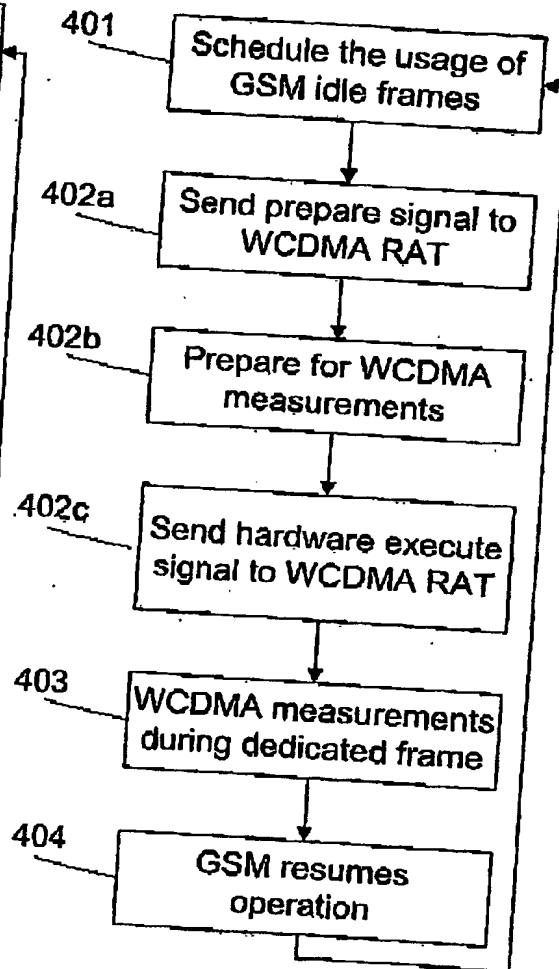 401
Schedule the usage of
GSM idle frames
402a
Send prepare signal to
WCDMA RAT
402b
Prepare for WCDMA
measurements
402c
Send hardware execute
signal to WCDMA RAT
403
WCDMA measurements
during dedicated frame
404
GSM resumes
operation